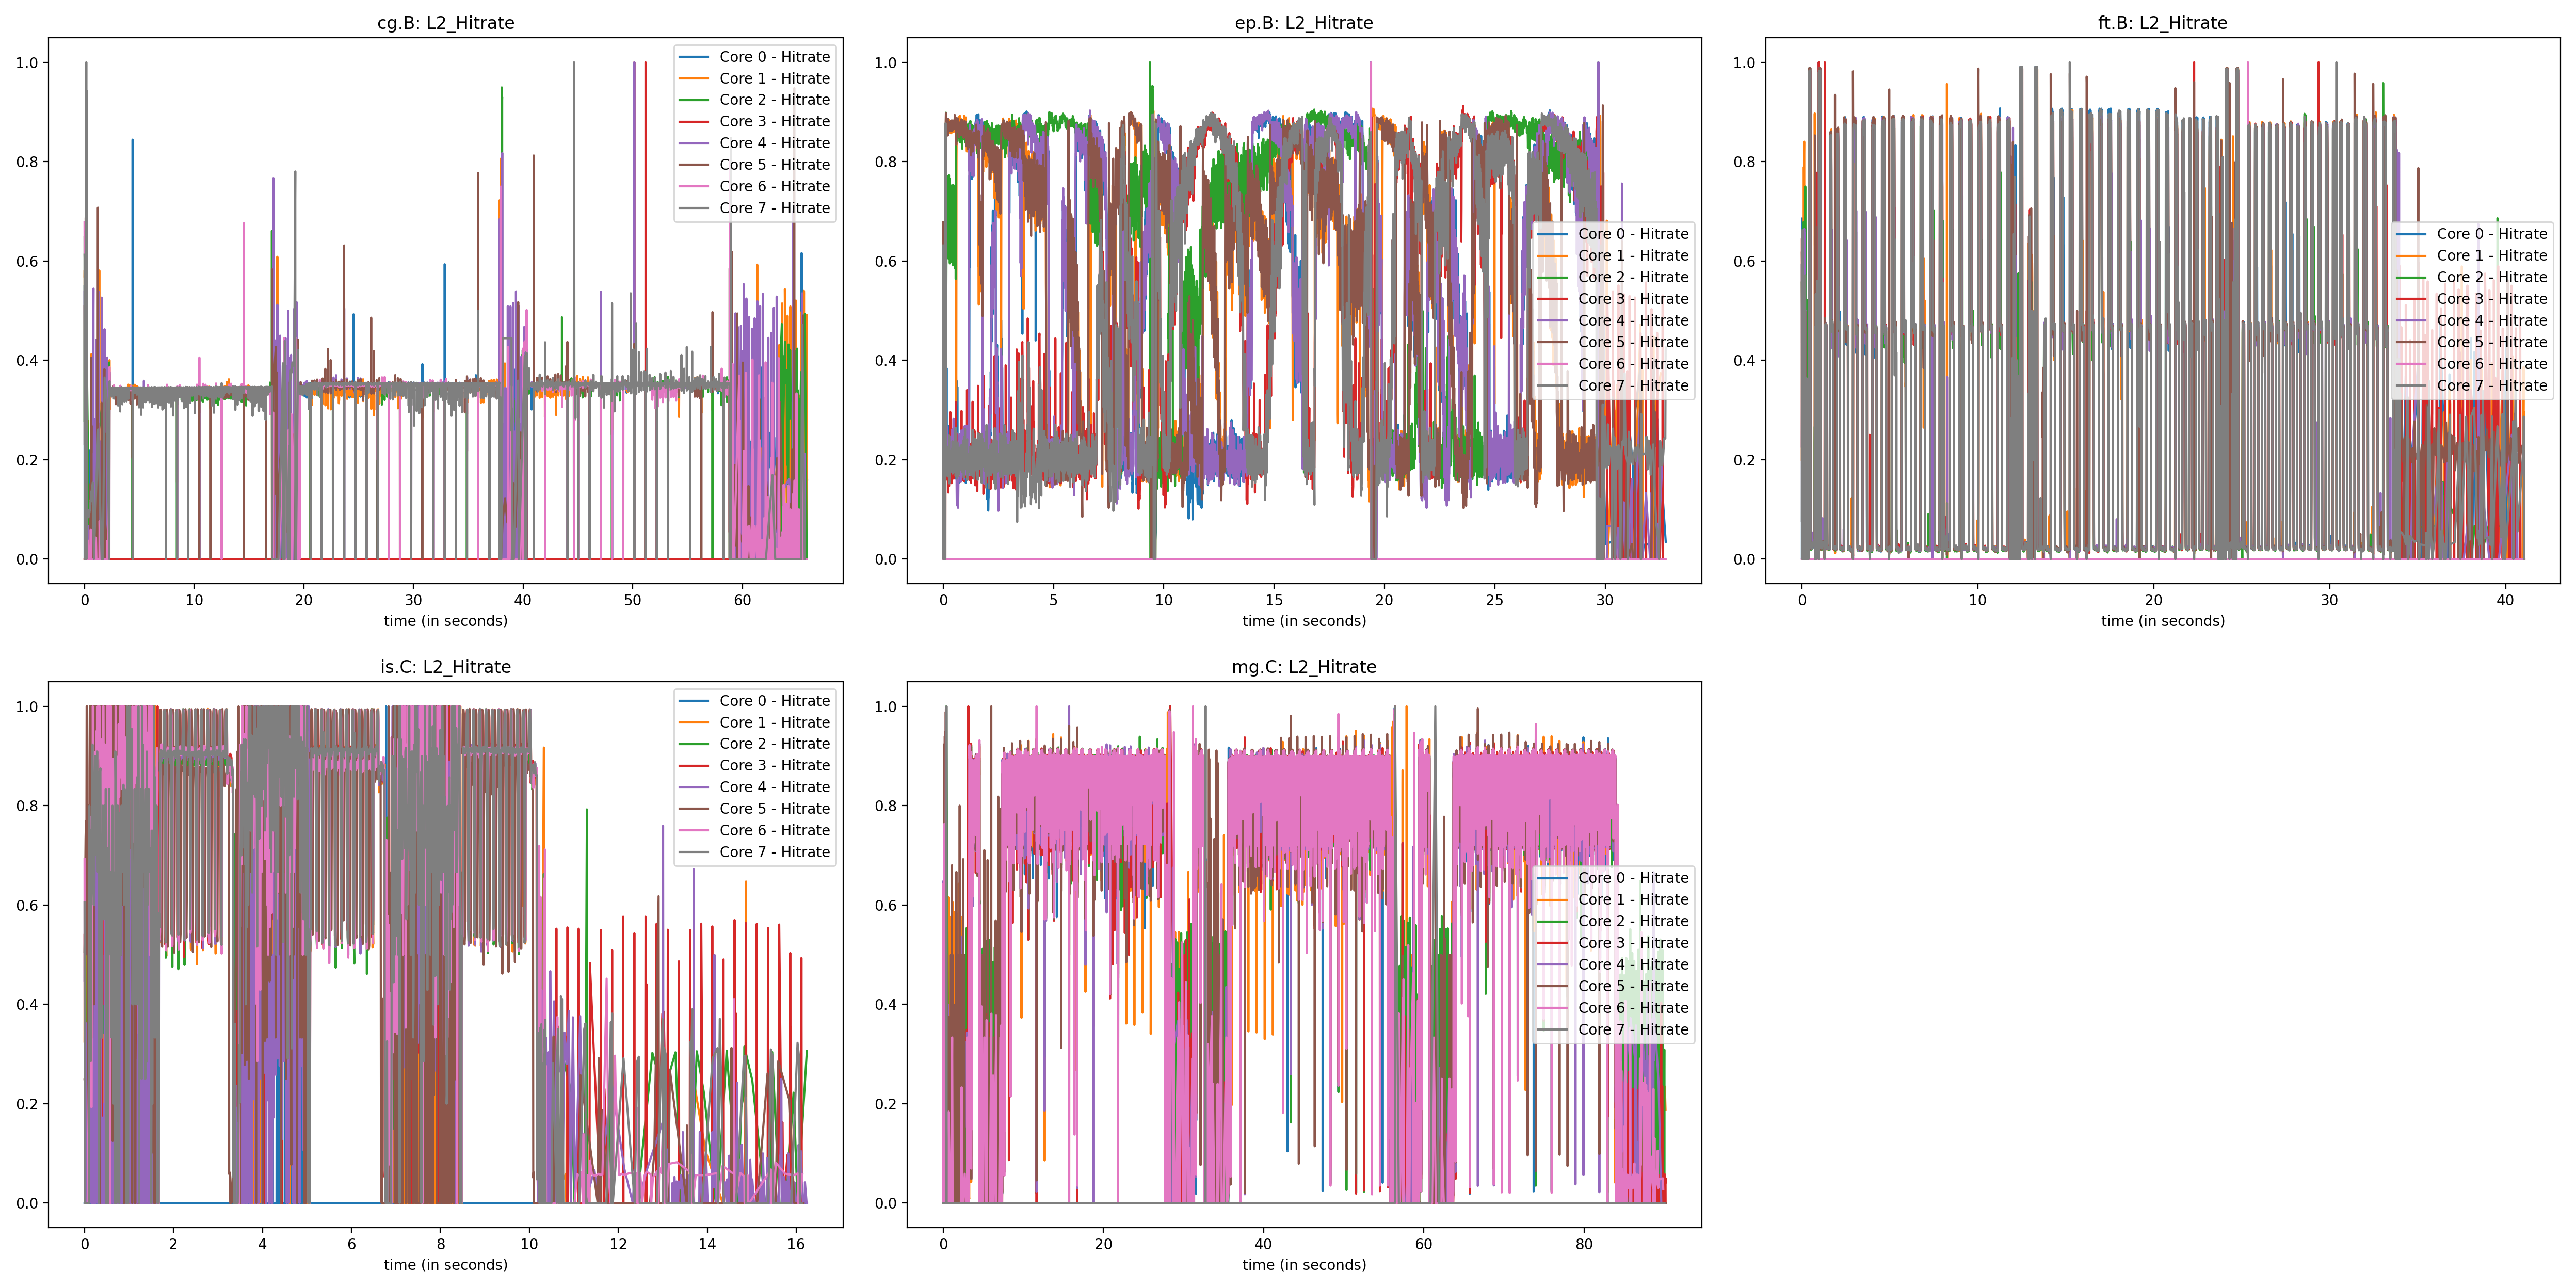 cg.B: L2_Hitrate
1.0
0.8
0.6
0.4
0.2
0.0
0 10 20 30 40 50 60
time (in seconds)
Core 0 - Hitrate
Core 1 - Hitrate
Core 2 - Hitrate
Core 3 - Hitrate
Core 4 - Hitrate
Core 5 - Hitrate
Core 6 - Hitrate
Core 7 - Hitrate
ep.B: L2_Hitrate
1.0
0.8
0.6
0.4
0.2
0.0
0 5 10 15 20 25 30
time (in seconds)
Core 0 - Hitrate
Core 1 - Hitrate
Core 2 - Hitrate
Core 3 - Hitrate
Core 4 - Hitrate
Core 5 - Hitrate
Core 6 - Hitrate
Core 7 - Hitrate
ft.B: L2_Hitrate
1.0
0.8
0.6
0.4
0.2
0.0
0 10 20 30 40
time (in seconds)
Core 0 - Hitrate
Core 1 - Hitrate
Core 2 - Hitrate
Core 3 - Hitrate
Core 4 - Hitrate
Core 5 - Hitrate
Core 6 - Hitrate
Core 7 - Hitrate
is.C: L2_Hitrate
1.0
0.8
0.6
0.4
0.2
0.0
0 2 4 6 8 10 12 14 16
time (in seconds)
Core 0 - Hitrate
Core 1 - Hitrate
Core 2 - Hitrate
Core 3 - Hitrate
Core 4 - Hitrate
Core 5 - Hitrate
Core 6 - Hitrate
Core 7 - Hitrate
mg.C: L2_Hitrate
1.0
0.8
0.6
0.4
0.2
0.0
0 20 40 60 80
time (in seconds)
Core 0 - Hitrate
Core 1 - Hitrate
Core 2 - Hitrate
Core 3 - Hitrate
Core 4 - Hitrate
Core 5 - Hitrate
Core 6 - Hitrate
Core 7 - Hitrate